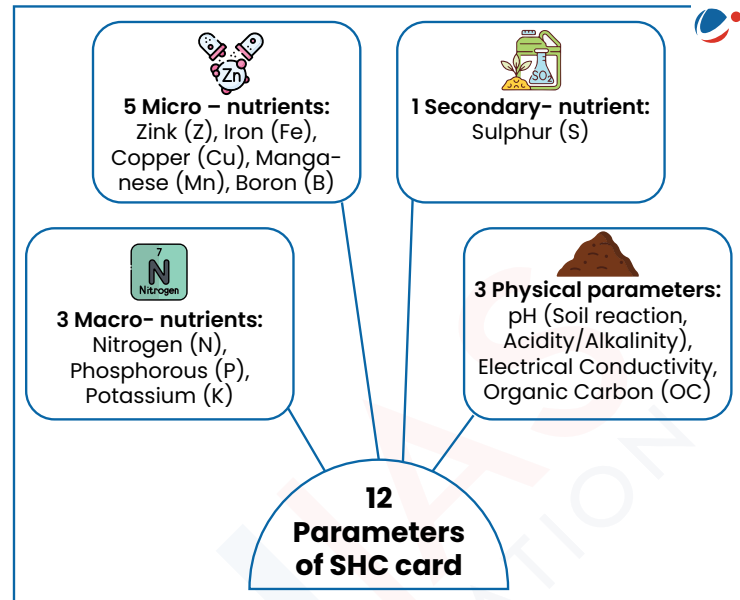 Zn
5 Micro – nutrients:
Zink (Z), Iron (Fe),
Copper (Cu), Manga-
nese (Mn), Boron (B)
SO₂
1 Secondary- nutrient:
Sulphur (S)
7
N
Nitrogen
3 Macro- nutrients:
Nitrogen (N),
Phosphorous (P),
Potassium (K)
3 Physical parameters:
pH (Soil reaction,
Acidity/Alkalinity),
Electrical Conductivity,
Organic Carbon (OC)
12
Parameters
of SHC card